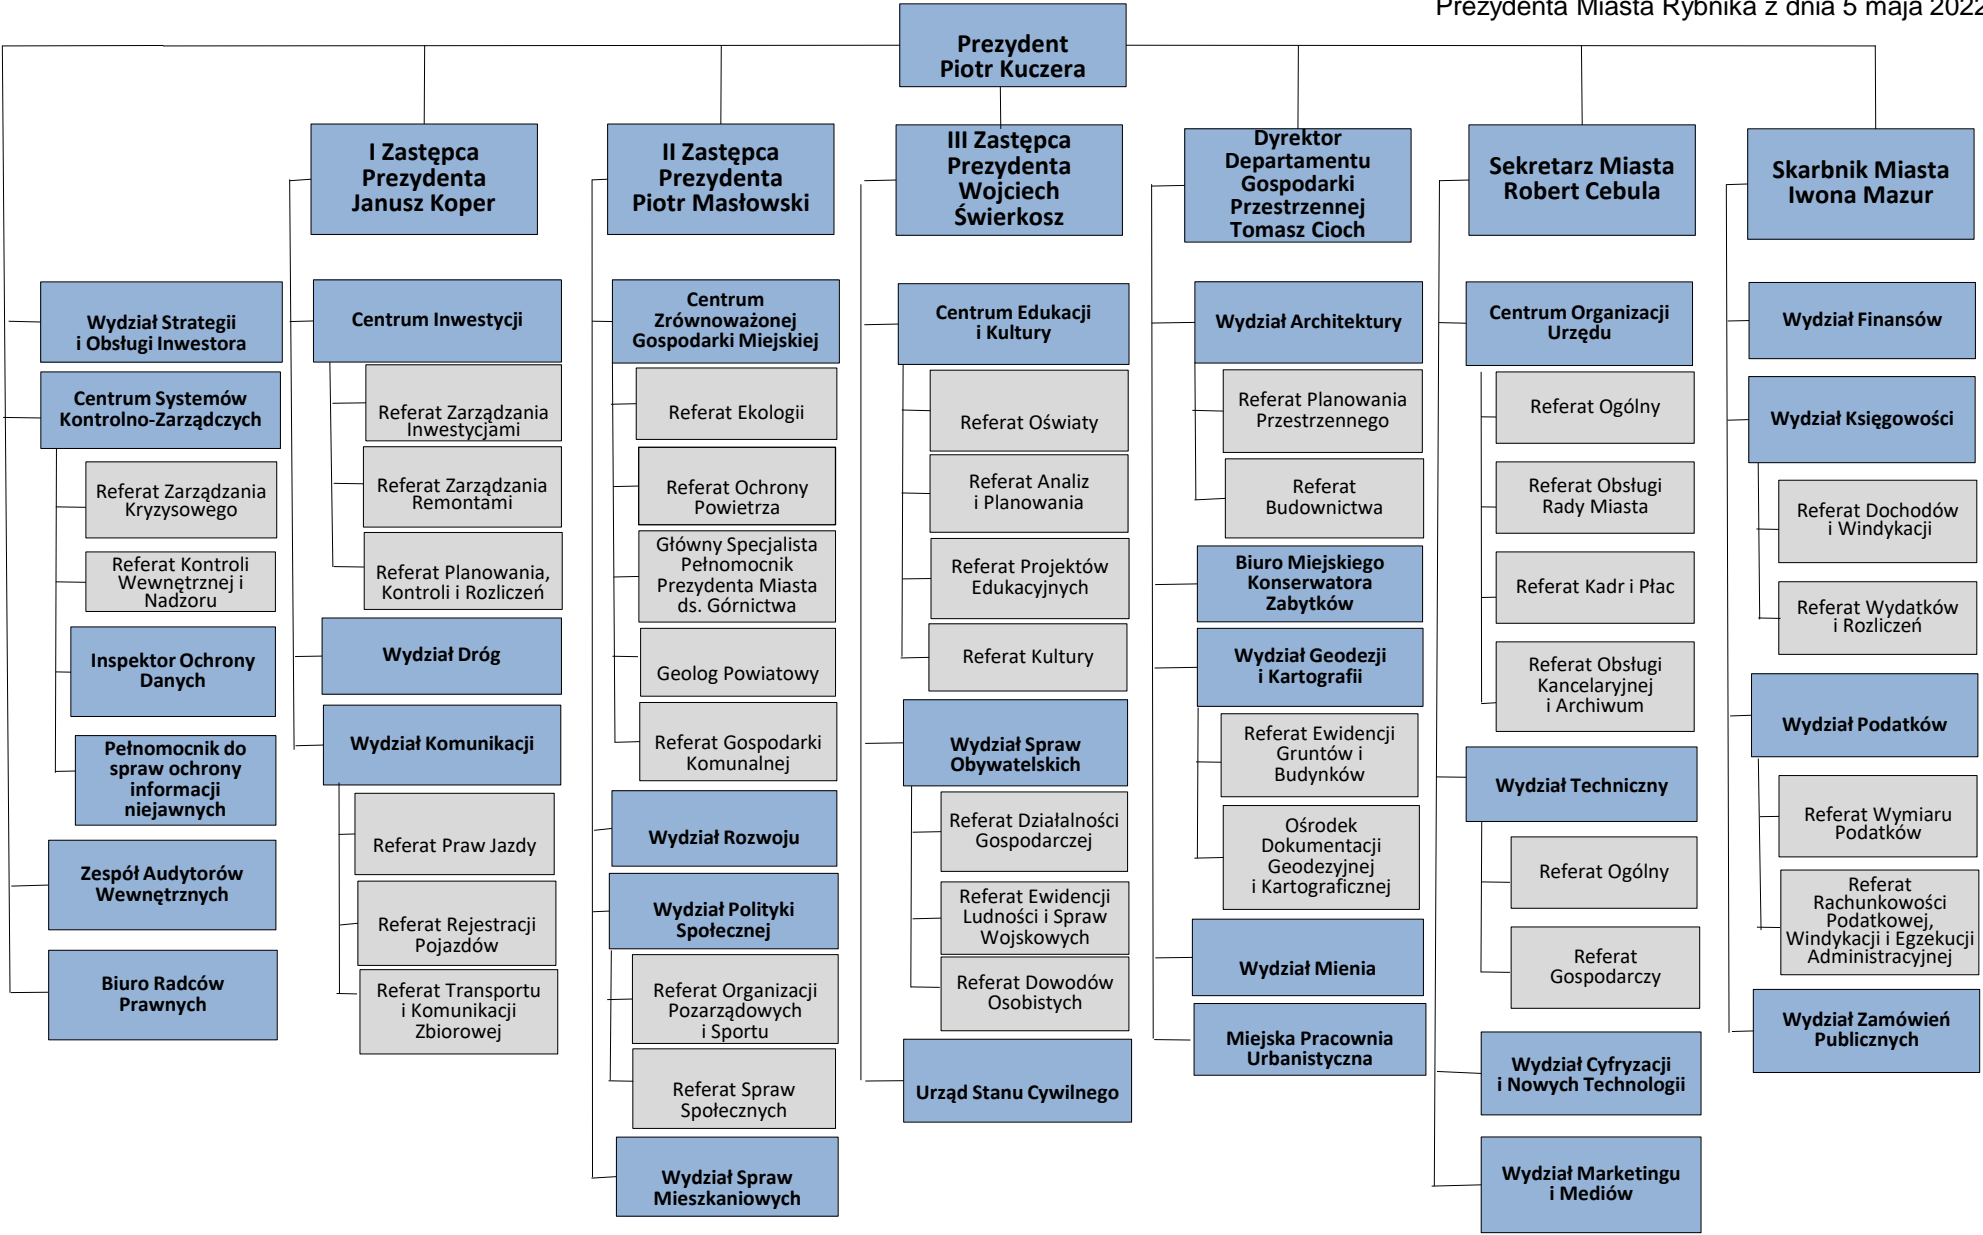 Prezydenta Miasta Rybnika z dnia 5 maja 2022
Prezydent
Piotr Kuczera
I Zastępca
Prezydenta
Janusz Koper
II Zastępca
Prezydenta
Piotr Masłowski
III Zastępca
Prezydenta
Wojciech
Świerkosz
Dyrektor
Departamentu
Gospodarki
Przestrzennej
Tomasz Cioch
Sekretarz Miasta
Robert Cebula
Skarbnik Miasta
Iwona Mazur
Wydział Strategii
i Obsługi Inwestora
Centrum Systemów
Kontrolno-Zarządczych
Referat Zarządzania
Kryzysowego
Referat Kontroli
Wewnętrznej i
Nadzoru
Inspektor Ochrony
Danych
Pełnomocnik do
spraw ochrony
informacji
niejawnych
Zespół Audytorów
Wewnętrznych
Biuro Radców
Prawnych
Centrum Inwestycji
Referat Zarządzania
Inwestycjami
Referat Zarządzania
Remontami
Referat Planowania,
Kontroli i Rozliczeń
Wydział Dróg
Wydział Komunikacji
Referat Praw Jazdy
Referat Rejestracji
Pojazdów
Referat Transportu
i Komunikacji
Zbiorowej
Centrum
Zrównoważonej
Gospodarki Miejskiej
Referat Ekologii
Referat Ochrony
Powietrza
Główny Specjalista
Pełnomocnik
Prezydenta Miasta
ds. Górnictwa
Geolog Powiatowy
Referat Gospodarki
Komunalnej
Wydział Rozwoju
Wydział Polityki
Społecznej
Referat Organizacji
Pozarządowych
i Sportu
Referat Spraw
Społecznych
Wydział Spraw
Mieszkaniowych
Centrum Edukacji
i Kultury
Referat Oświaty
Referat Analiz
i Planowania
Referat Projektów
Edukacyjnych
Referat Kultury
Wydział Spraw
Obywatelskich
Referat Działalności
Gospodarczej
Referat Ewidencji
Ludności i Spraw
Wojskowych
Referat Dowodów
Osobistych
Urząd Stanu Cywilnego
Wydział Architektury
Referat Planowania
Przestrzennego
Referat
Budownictwa
Biuro Miejskiego
Konserwatora
Zabytków
Wydział Geodezji
i Kartografii
Referat Ewidencji
Gruntów i
Budynków
Ośrodek
Dokumentacji
Geodezyjnej
i Kartograficznej
Wydział Mienia
Miejska Pracownia
Urbanistyczna
Centrum Organizacji
Urzędu
Referat Ogólny
Referat Obsługi
Rady Miasta
Referat Kadr i Płac
Referat Obsługi
Kancelaryjnej
i Archiwum
Wydział Techniczny
Referat Ogólny
Referat
Gospodarczy
Wydział Cyfryzacji
i Nowych Technologii
Wydział Marketingu
i Mediów
Wydział Finansów
Wydział Księgowości
Referat Dochodów
i Windykacji
Referat Wydatków
i Rozliczeń
Wydział Podatków
Referat Wymiaru
Podatków
Referat
Rachunkowości
Podatkowej,
Windykacji i Egzekucji
Administracyjnej
Wydział Zamówień
Publicznych